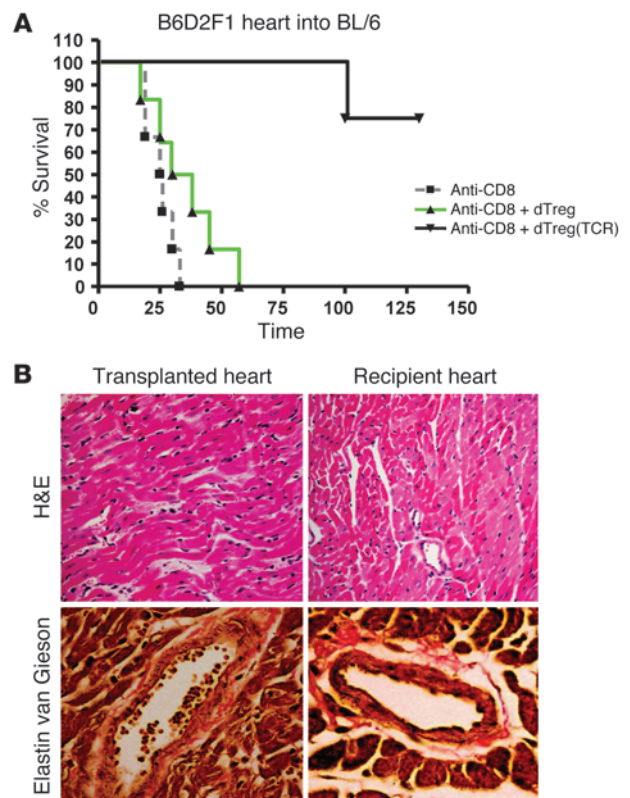 A
B6D2F1 heart into BL/6
110
100
90
80
70
60
50
40
30
20
10
0
% Survival
0 25 50 75 100 125 150
Time
Anti-CD8
Anti-CD8 + dTreg
Anti-CD8 + dTreg(TCR)
B
Transplanted heart Recipient heart
H&E
Elastin van Gieson